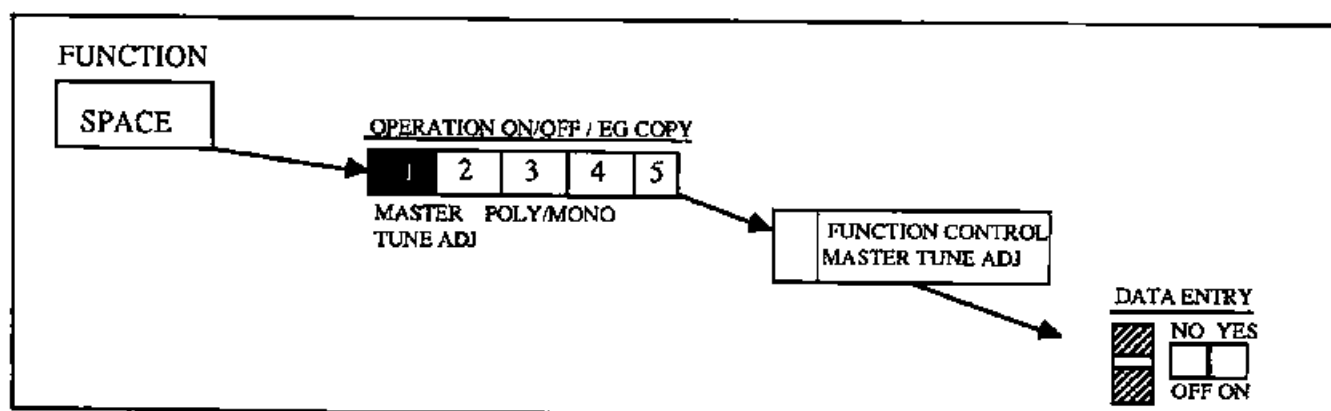 FUNCTION
SPACE
OPERATION ON/OFF / EG COPY
1 2 3 4 5
MASTER POLY/MONO
TUNE ADJ
FUNCTION CONTROL
MASTER TUNE ADJ
DATA ENTRY
NO YES
OFF ON